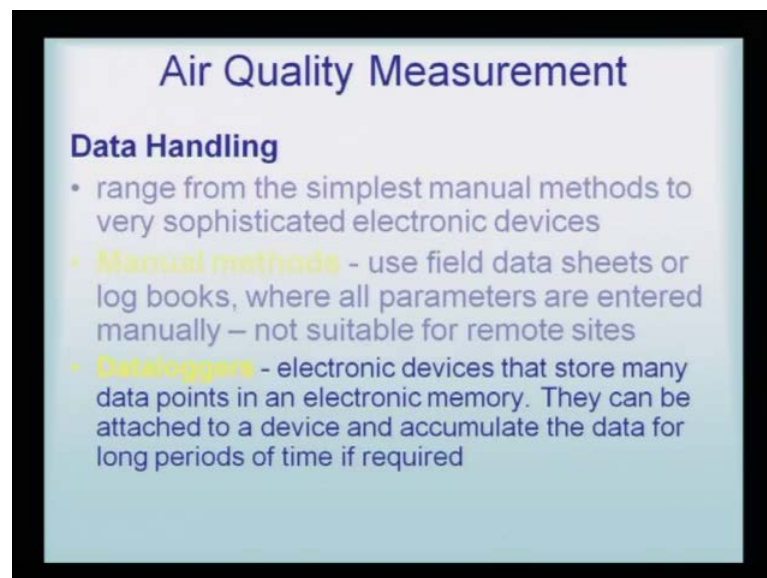 Air Quality Measurement
Data Handling
• range from the simplest manual methods to
very sophisticated electronic devices
• Manual methods - use field data sheets or
log books, where all parameters are entered
manually – not suitable for remote sites
• Dataloggers - electronic devices that store many
data points in an electronic memory. They can be
attached to a device and accumulate the data for
long periods of time if required